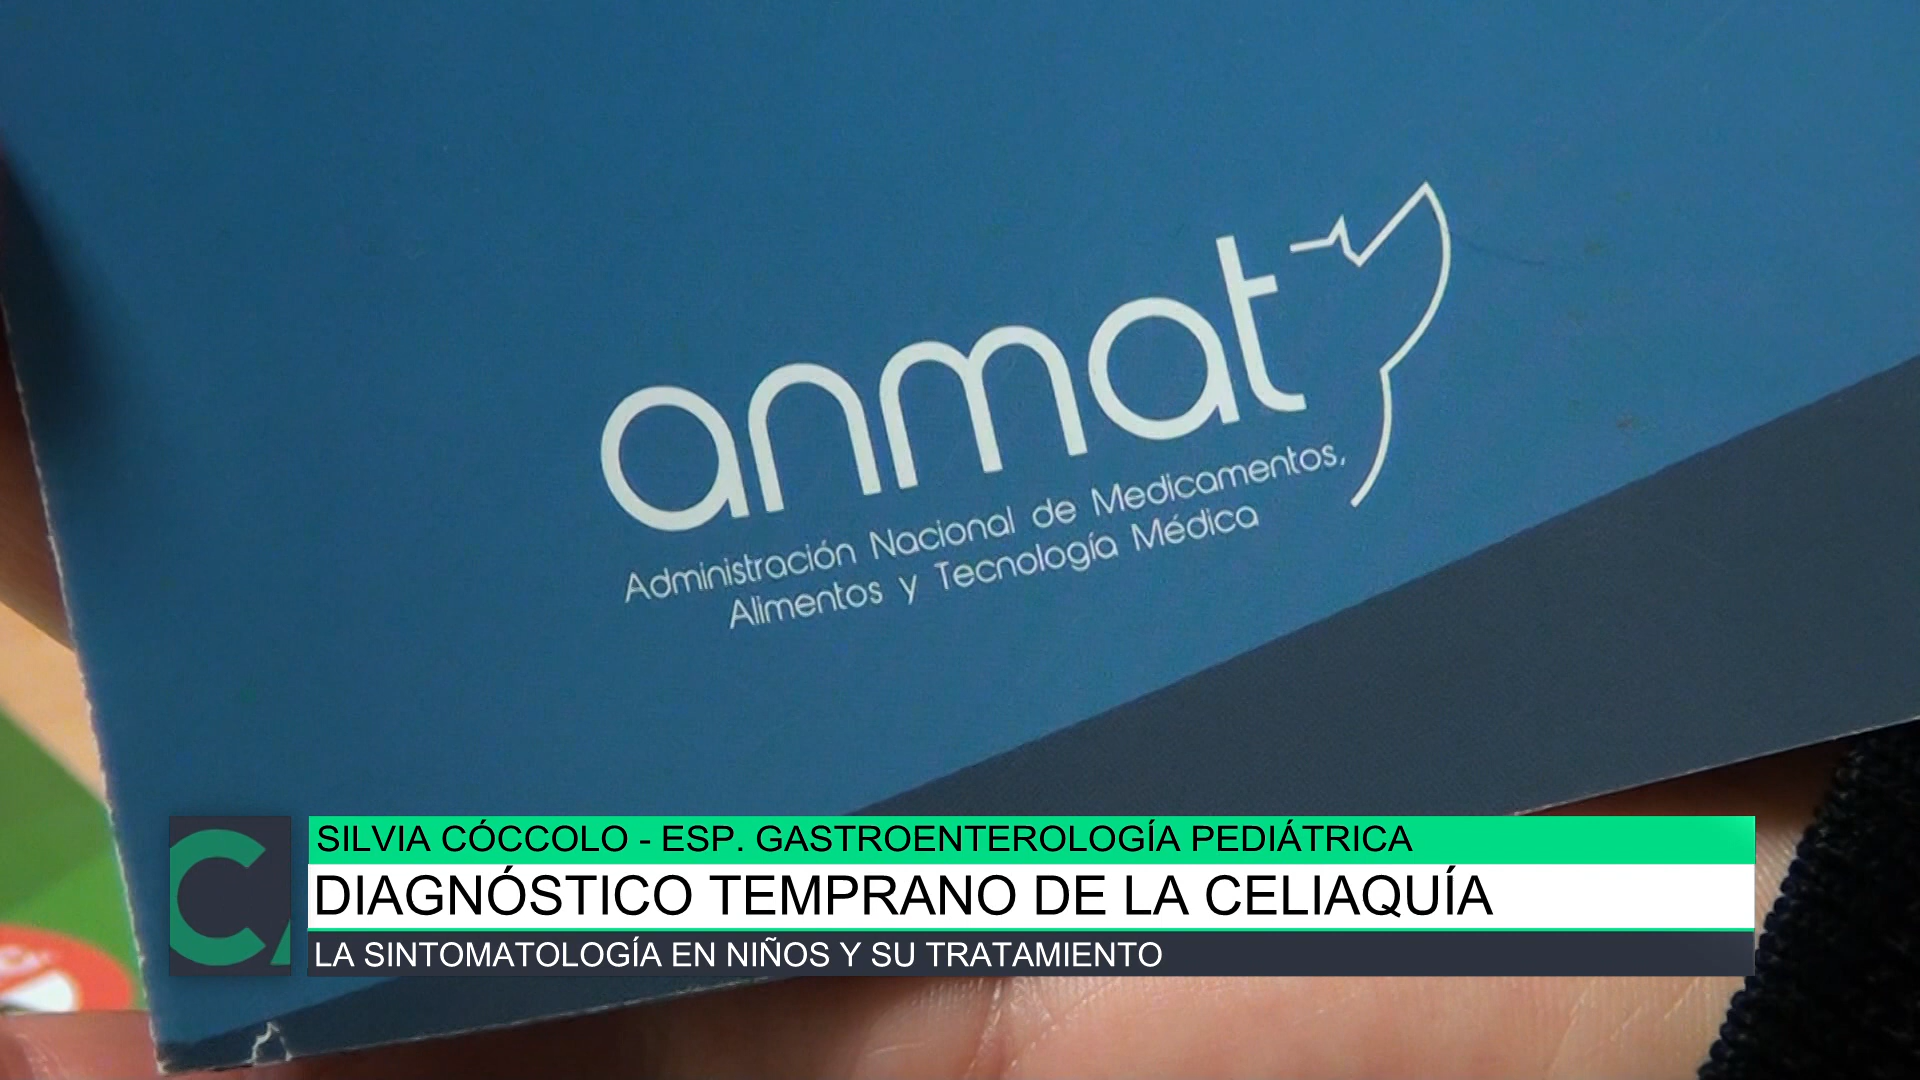 anmat
Administración Nacional de Medicamentos,
Alimentos y Tecnología Médica
SILVIA CÓCCOLO - ESP. GASTROENTEROLOGÍA PEDIÁTRICA
DIAGNÓSTICO TEMPRANO DE LA CELIAQUÍA
LA SINTOMATOLOGÍA EN NIÑOS Y SU TRATAMIENTO